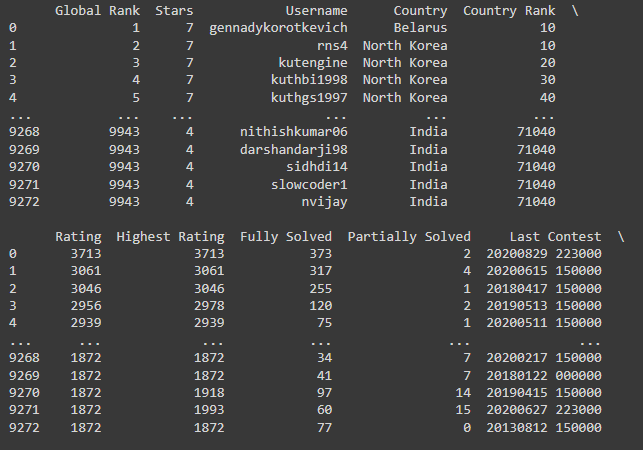 Global Rank Stars Username Country Country Rank \
0 1 7 gennadykorotkevich Belarus 10
1 2 7 rns4 North Korea 10
2 3 7 kutengine North Korea 20
3 4 7 kuthbi1998 North Korea 30
4 5 7 kuthgs1997 North Korea 40
... ... ... ... ... ...
9268 9943 4 nithishkumar06 India 71040
9269 9943 4 darshandarji98 India 71040
9270 9943 4 sidhdi14 India 71040
9271 9943 4 slowcoder1 India 71040
9272 9943 4 nvijay India 71040
Rating Highest Rating Fully Solved Partially Solved Last Contest \
0 3713 3713 373 2 20200829 223000
1 3061 3061 317 4 20200615 150000
2 3046 3046 255 1 20180417 150000
3 2956 2978 120 2 20190513 150000
4 2939 2939 75 1 20200511 150000
... ... ... ... ... ...
9268 1872 1872 34 7 20200217 150000
9269 1872 1872 41 7 20180122 000000
9270 1872 1918 97 14 20190415 150000
9271 1872 1993 60 15 20200627 223000
9272 1872 1872 77 0 20130812 150000